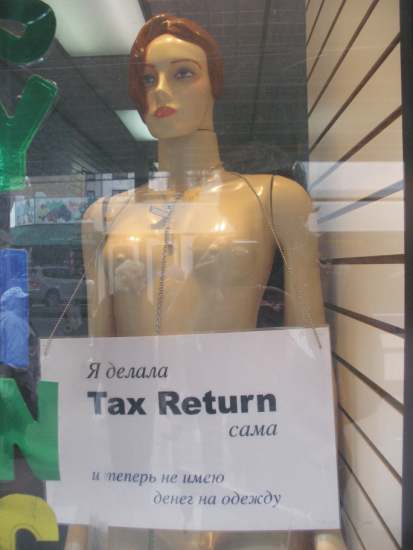 Я делала
Tax Return
сама
и теперь не имею
денег на одежду